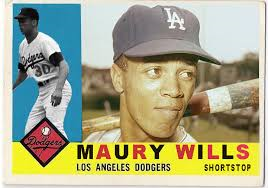 LA
30
Dodgers
MAURY WILLS
LOS ANGELES DODGERS
SHORTSTOP